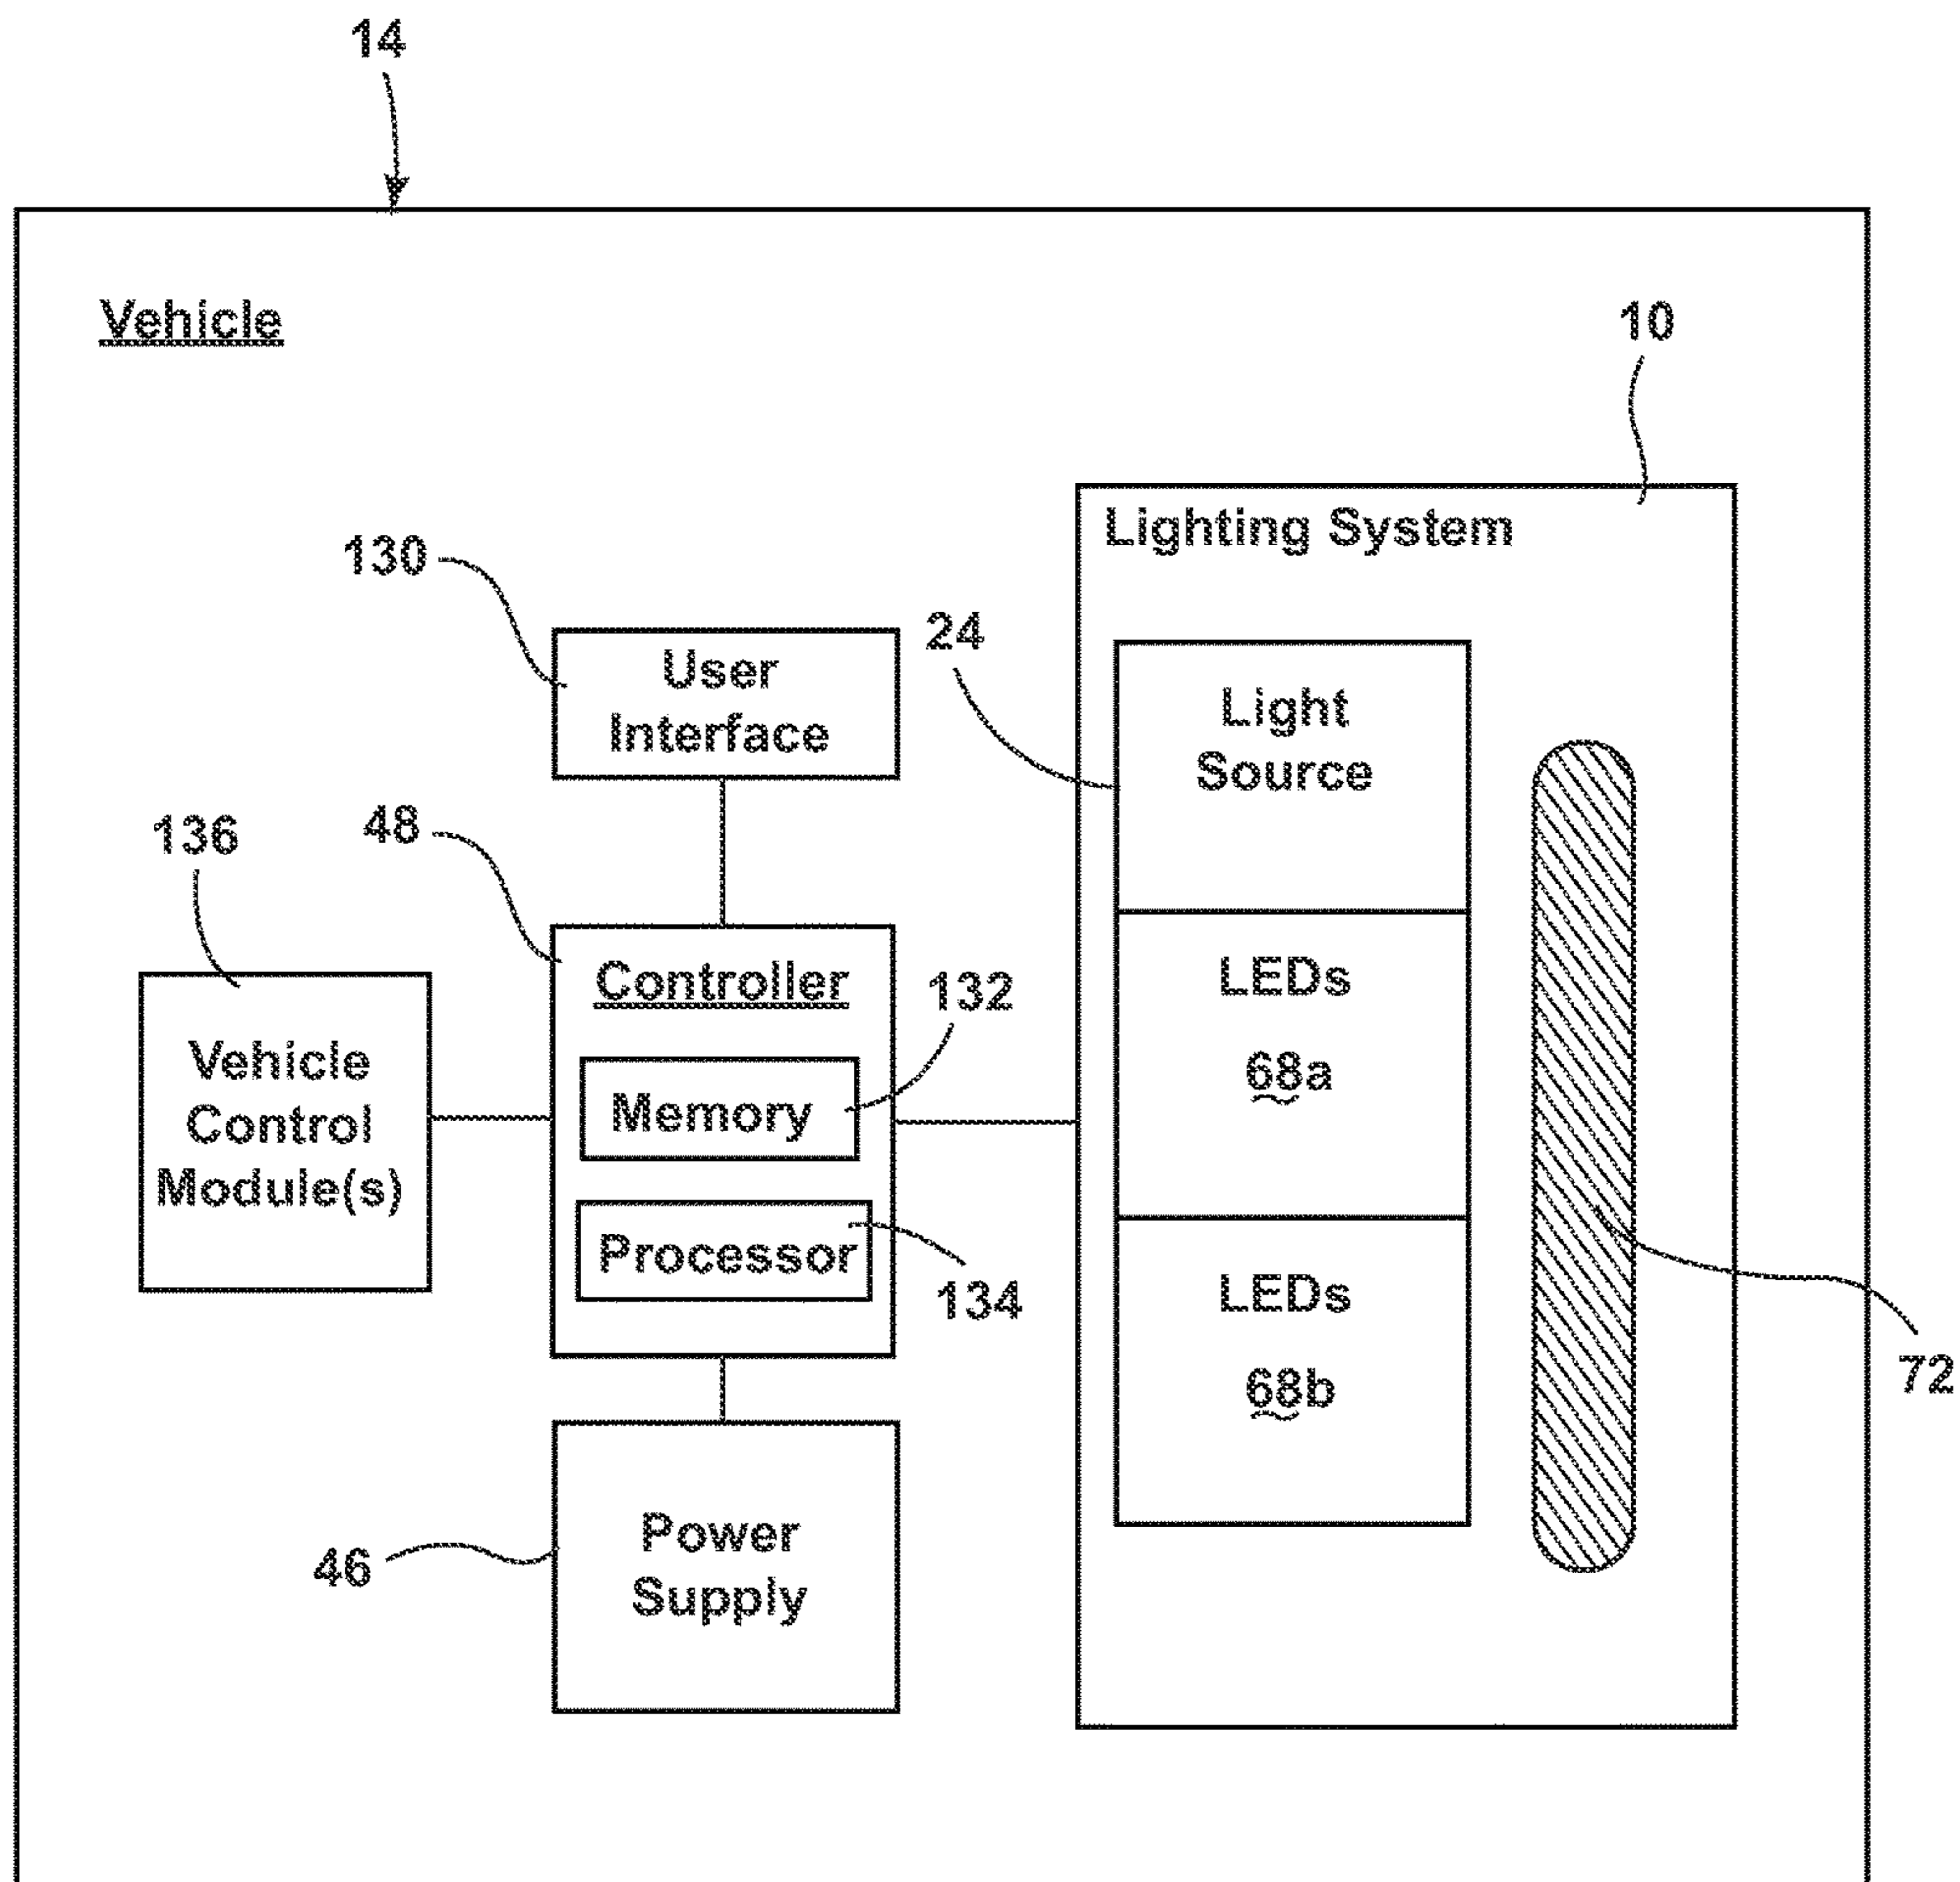 14
Vehicle
10
Lighting System
130
User
Interface
24
Light
Source
136
48
Controller
132
LEDs
68a
Vehicle
Control
Module(s)
Memory
Processor
134
LEDs
68b
72
46
Power
Supply